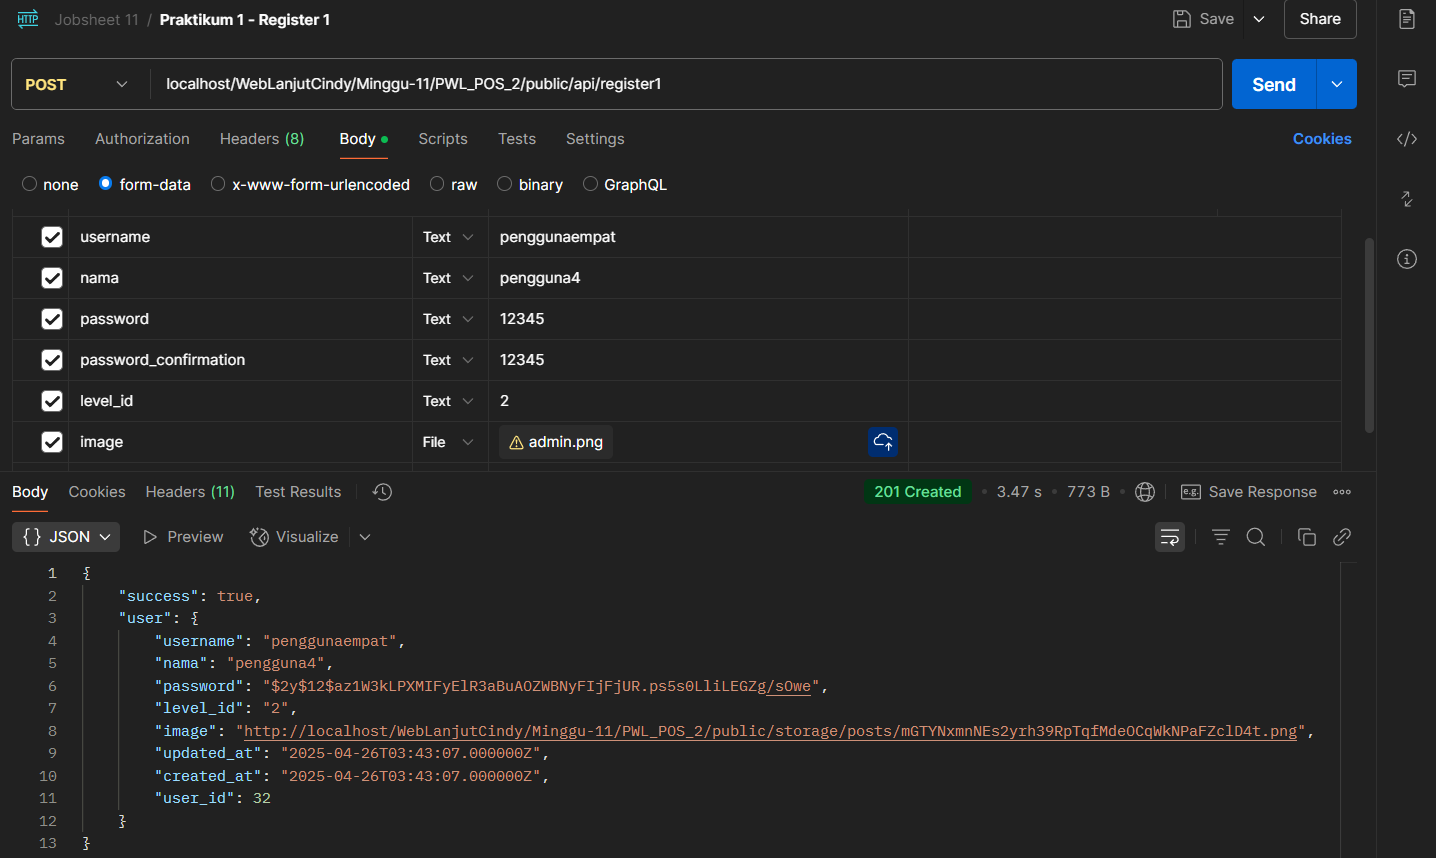 HTTP Jobsheet 11 / Praktikum 1 - Register 1 Save Share
POST localhost/WebLanjutCindy/Minggu-11/PWL_POS_2/public/api/register1 Send
Params Authorization Headers (8) Body Scripts Tests Settings Cookies
none form-data x-www-form-urlencoded raw binary GraphQL
username Text penggunaempat
nama Text pengguna4
password Text 12345
password_confirmation Text 12345
level_id Text 2
image File admin.png
Body Cookies Headers (11) Test Results 201 Created • 3.47 s • 773 B • e.g. Save Response
{} JSON Preview Visualize
1 {
2 "success": true,
3 "user": {
4 "username": "penggunaempat",
5 "nama": "pengguna4",
6 "password": "$2y$12$az1W3kLPXMIFyElR3aBuAOZWBNyFIjFjUR.ps5s0LliLEGZg/sOwe",
7 "level_id": "2",
8 "image": "http://localhost/WebLanjutCindy/Minggu-11/PWL_POS_2/public/storage/posts/mGTYNxmnNEs2yrh39RpTqfMdeOCqWkNPaFZclD4t.png",
9 "updated_at": "2025-04-26T03:43:07.000000Z",
10 "created_at": "2025-04-26T03:43:07.000000Z",
11 "user_id": 32
12 }
13 }